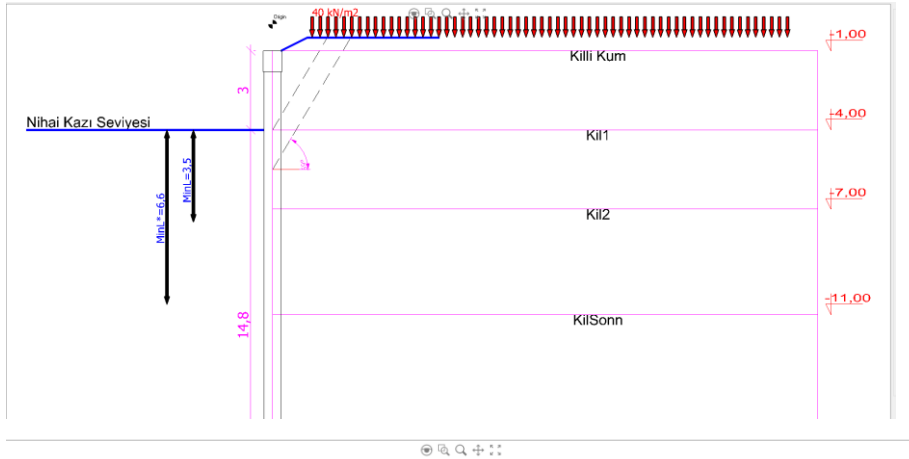 Origin
40 kN/m2
-1,00
Killi Kum
3
-4,00
Nihai Kazı Seviyesi
Kil1
MinL=3,5
MinL*=6,6
-7,00
Kil2
-11,00
14,8
KilSonn